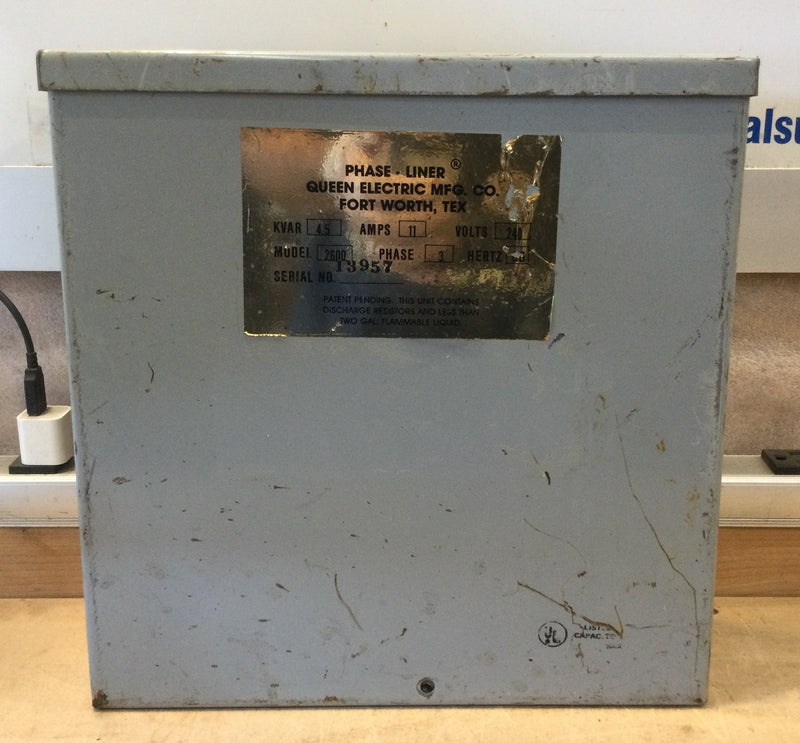 PHASE - LINER ®
QUEEN ELECTRIC MFG. CO.
FORT WORTH, TEX
KVAR 4.5 AMPS 11 VOLTS 240
MODEL 2600 PHASE 3 HERTZ
SERIAL NO. 13957
PATENT PENDING. THIS UNIT CONTAINS
DISCHARGE RESISTORS AND LESS THAN
TWO GAL. FLAMMABLE LIQUID.
alsu
UL